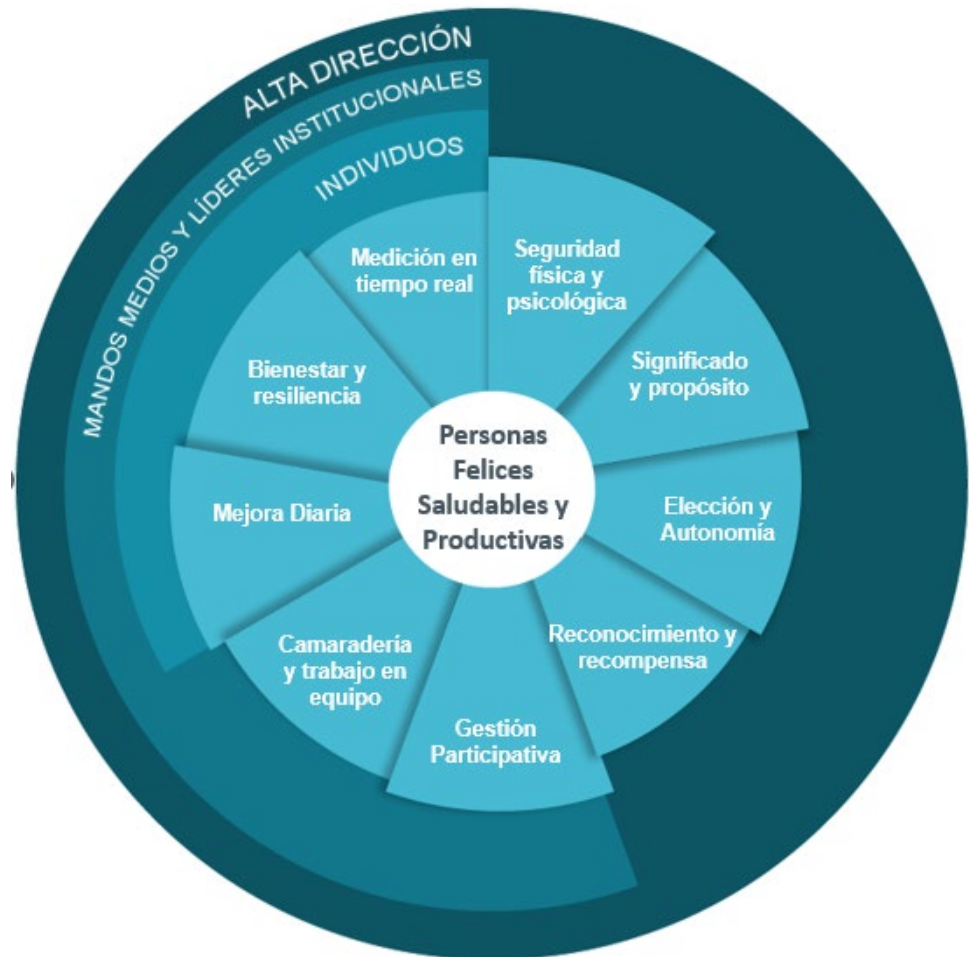 ALTA DIRECCIÓN
MANDOS MEDIOS Y LÍDERES INSTITUCIONALES
INDIVIDUOS
Medición en
tiempo real
Seguridad
física y
psicológica
Significado
y propósito
Elección y
Autonomía
Reconocimiento y
recompensa
Gestión
Participativa
Camaradería
y trabajo en
equipo
Mejora Diaria
Bienestar y
resiliencia
Personas
Felices
Saludables y
Productivas